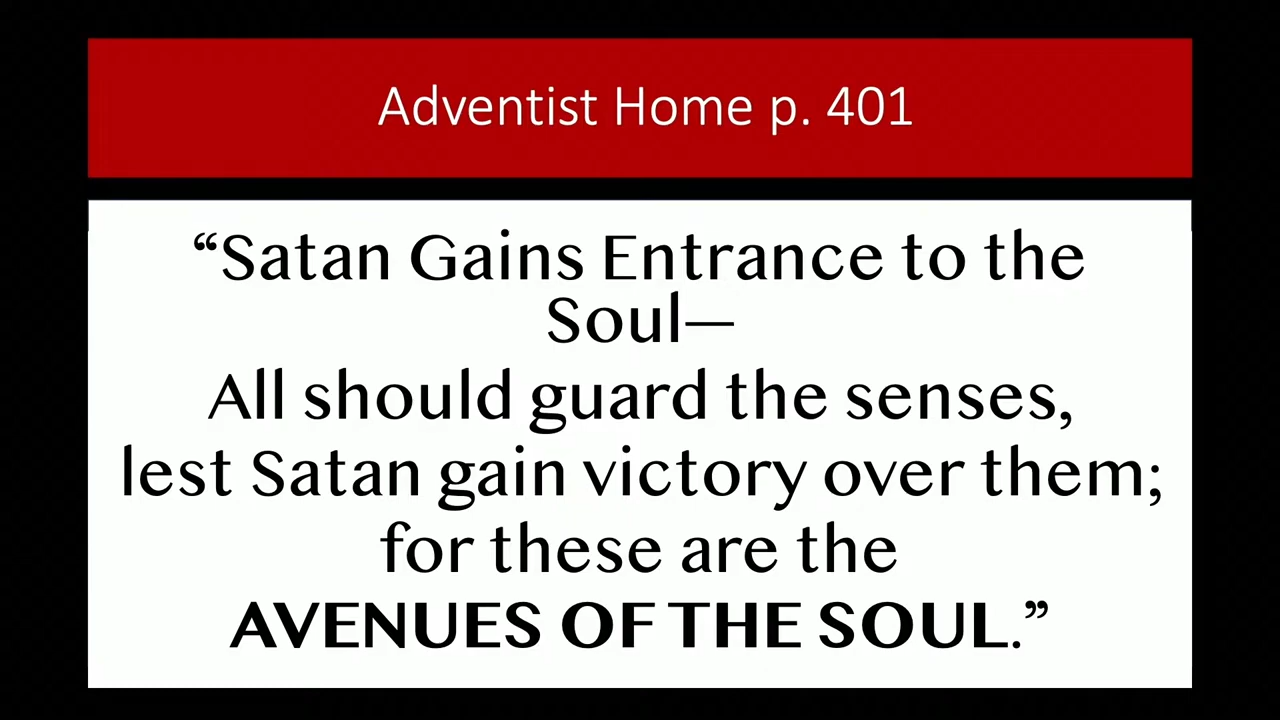 Adventist Home p. 401
“Satan Gains Entrance to the
Soul—
All should guard the senses,
lest Satan gain victory over them;
for these are the
AVENUES OF THE SOUL.”